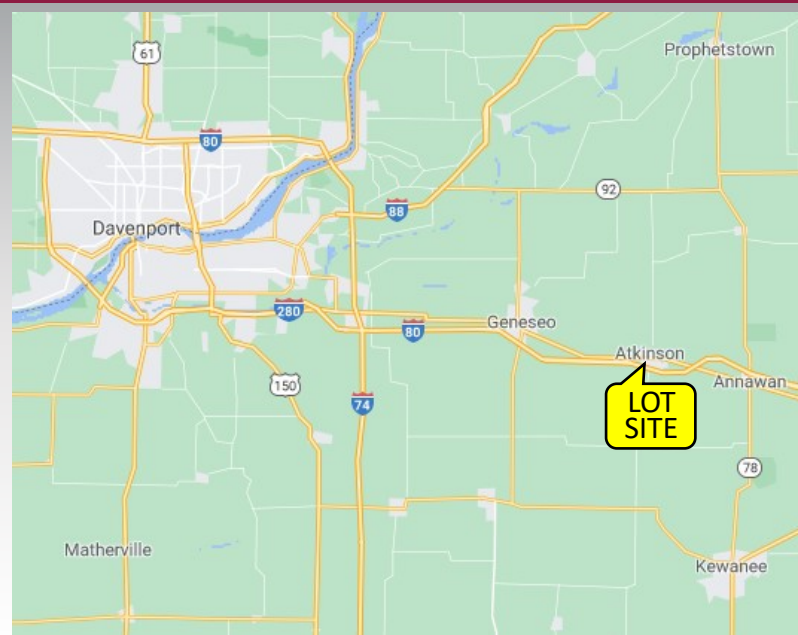 61
Prophetstown
80
92
88
Davenport
280
80
Geneseo
Atkinson
Annawan
150
74
LOT
SITE
78
Matherville
Kewanee